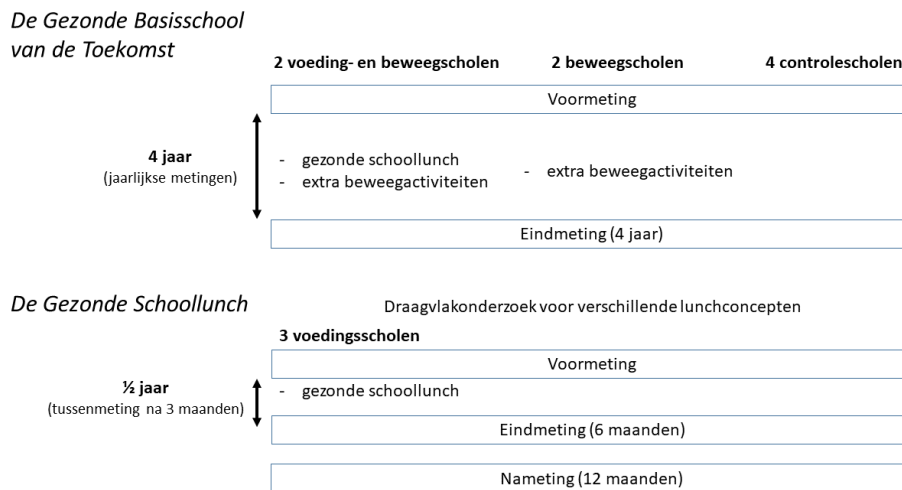 De Gezonde Basisschool
van de Toekomst
2 voeding- en beweegscholen
2 beweegscholen
4 controlescholen
Voormeting
4 jaar
(jaarlijkse metingen)
- gezonde schoollunch
- extra beweegactiviteiten
- extra beweegactiviteiten
Eindmeting (4 jaar)
De Gezonde Schoollunch
Draagvlakonderzoek voor verschillende lunchconcepten
3 voedingsscholen
Voormeting
½ jaar
(tussenmeting na 3 maanden)
- gezonde schoollunch
Eindmeting (6 maanden)
Nameting (12 maanden)